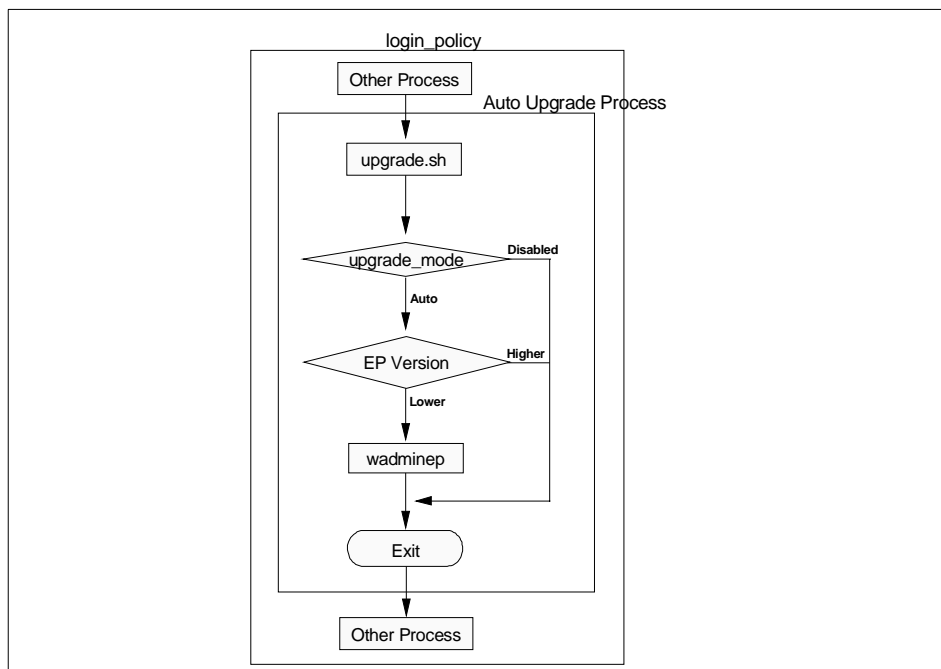 login_policy
Other Process
Auto Upgrade Process
upgrade.sh
Disabled
upgrade_mode
Auto
Higher
EP Version
Lower
wadminep
Exit
Other Process